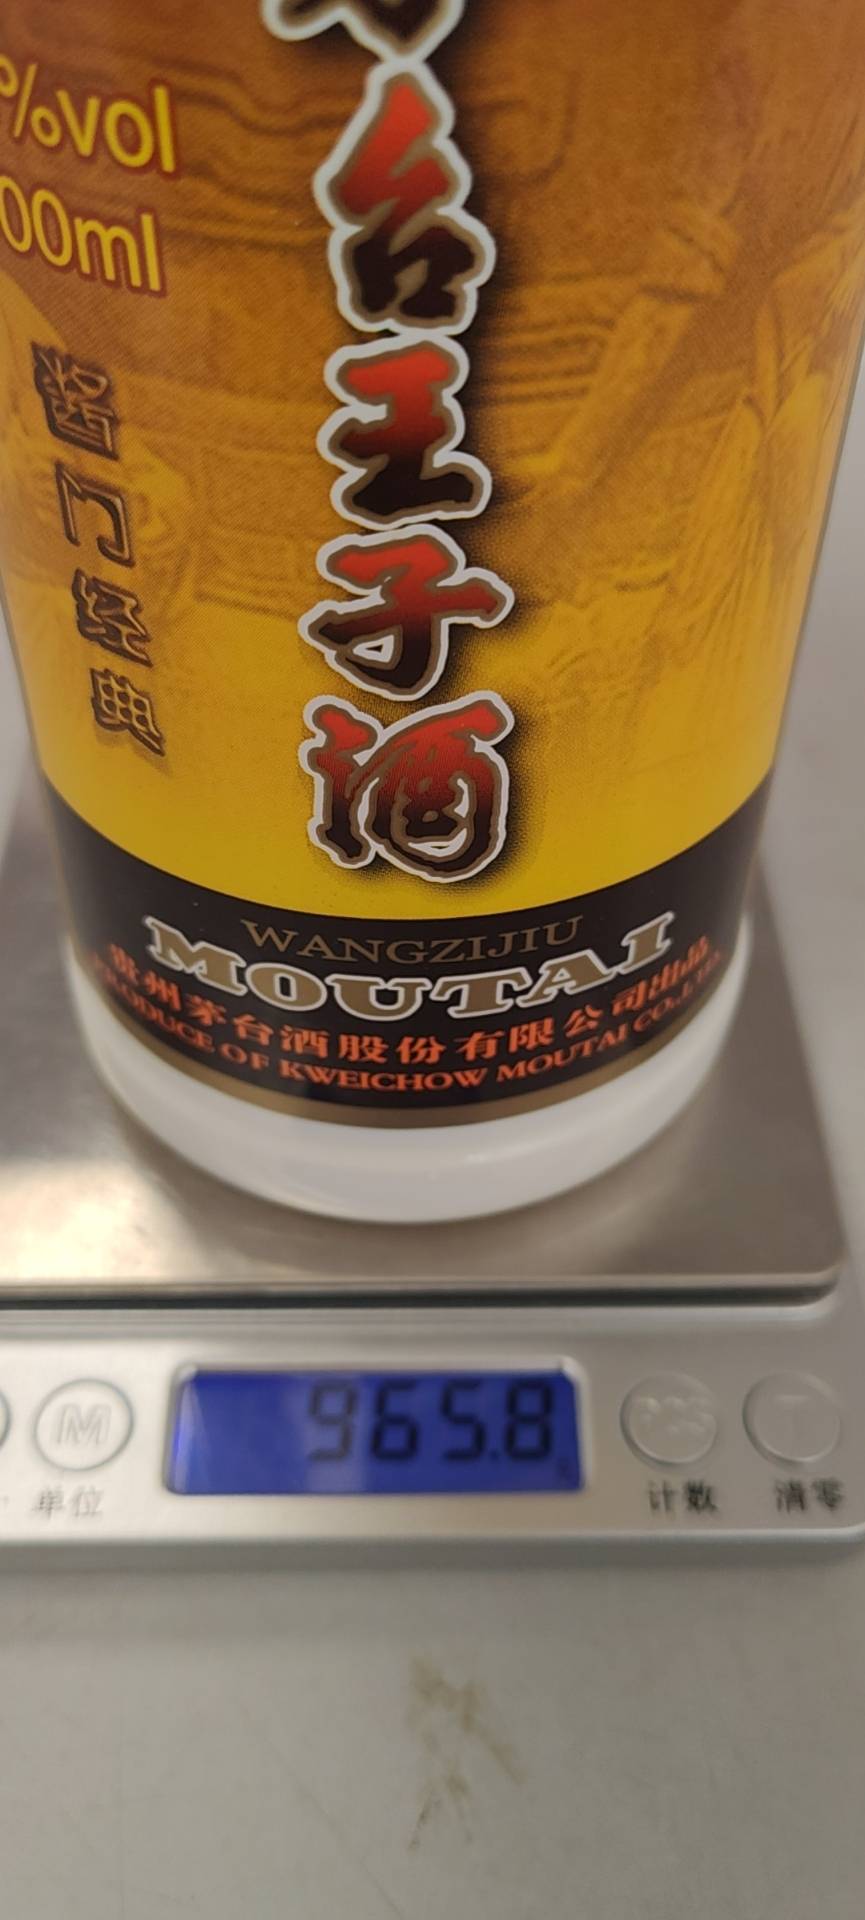 %vol
00ml
台王子酒
酱门经典
WANGZIJIU
MOUTAI
贵州茅台酒股份有限公司出品
PRODUCE OF KWEICHOW MOUTAI CO.,LTD.
965.8
M
PCS
T
单位
计数
清零